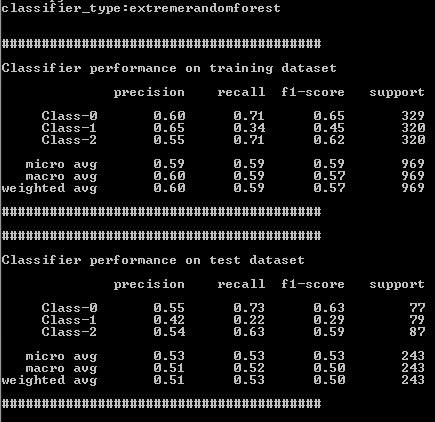 classifier_type:extremerandomforest
########################################
Classifier performance on training dataset
precision recall f1-score support
Class-0 0.60 0.71 0.65 329
Class-1 0.65 0.34 0.45 320
Class-2 0.55 0.71 0.62 320
micro avg 0.59 0.59 0.59 969
macro avg 0.60 0.59 0.57 969
weighted avg 0.60 0.59 0.57 969
########################################
########################################
Classifier performance on test dataset
precision recall f1-score support
Class-0 0.55 0.73 0.63 77
Class-1 0.42 0.22 0.29 79
Class-2 0.54 0.63 0.59 87
micro avg 0.53 0.53 0.53 243
macro avg 0.51 0.52 0.50 243
weighted avg 0.51 0.53 0.50 243
########################################